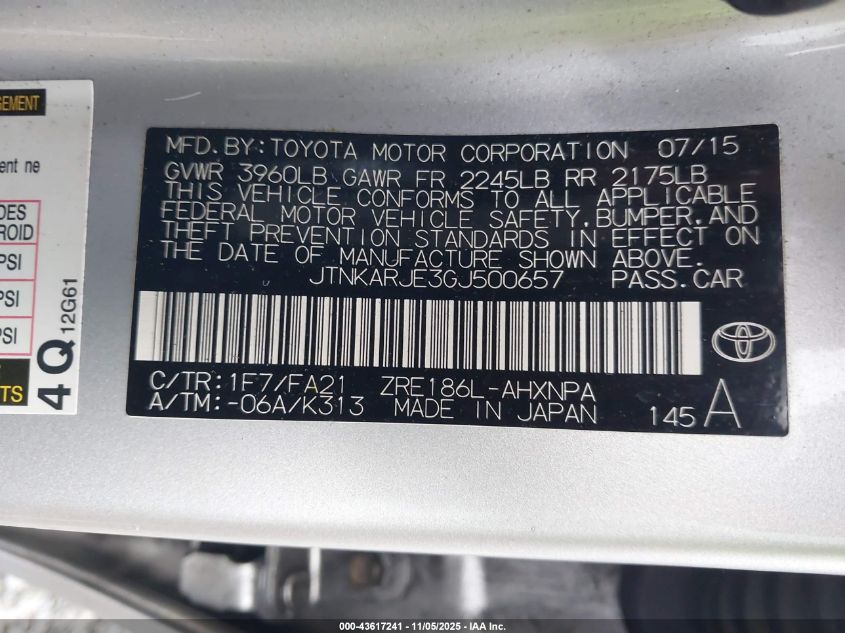 GEMENT
ent ne
DES
ROID
PSI
PSI
PSI
TS
4Q 12G61
MFD. BY: TOYOTA MOTOR CORPORATION 07/15
GVWR 3960LB GAWR FR 2245LB RR 2175LB
THIS VEHICLE CONFORMS TO ALL APPLICABLE
FEDERAL MOTOR VEHICLE SAFETY, BUMPER, AND
THEFT PREVENTION STANDARDS IN EFFECT ON
THE DATE OF MANUFACTURE SHOWN ABOVE.
JTNKARJE3GJ500657 PASS. CAR
C/TR: 1F7/FA21 ZRE186L-AHXNPA
A/TM: -06A/K313 MADE IN JAPAN 145 A
000-43617241 - 11/05/2025 - IAA Inc.